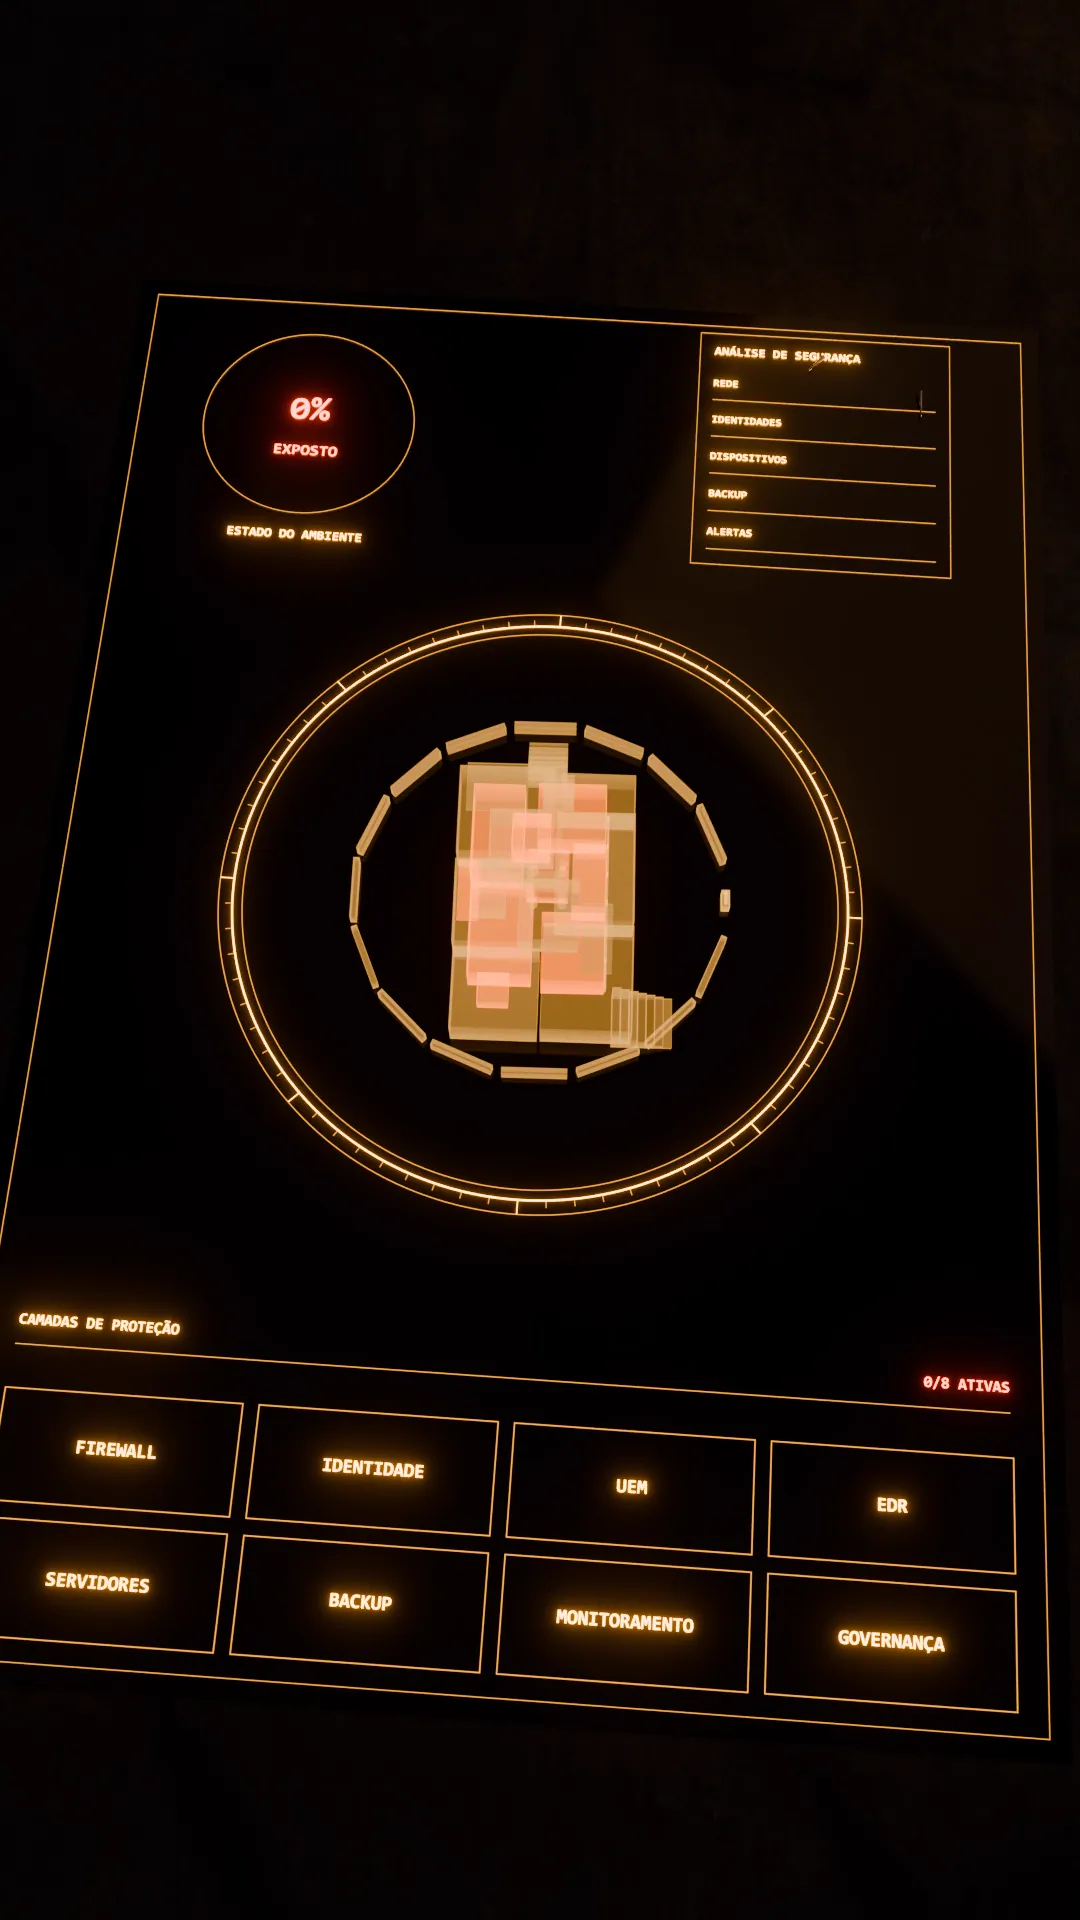 0%
EXPOSTO
ESTADO DO AMBIENTE
ANÁLISE DE SEGURANÇA
REDE
IDENTIDADES
DISPOSITIVOS
BACKUP
ALERTAS
CAMADAS DE PROTEÇÃO
0/8 ATIVAS
FIREWALL
IDENTIDADE
UEM
EDR
SERVIDORES
BACKUP
MONITORAMENTO
GOVERNANÇA